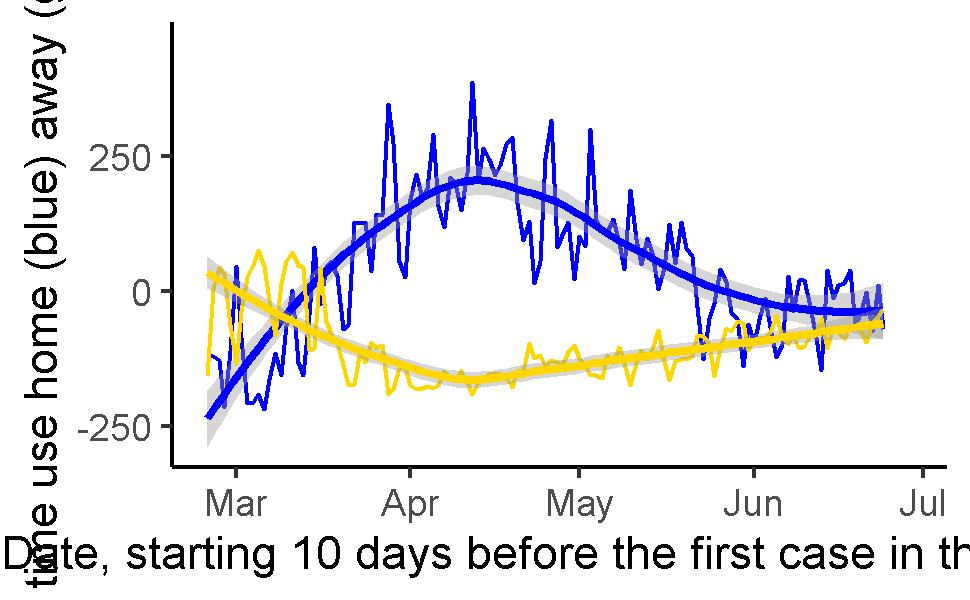 time use home (blue) away (
250
0
-250
Mar Apr May Jun Jul
Date, starting 10 days before the first case in th